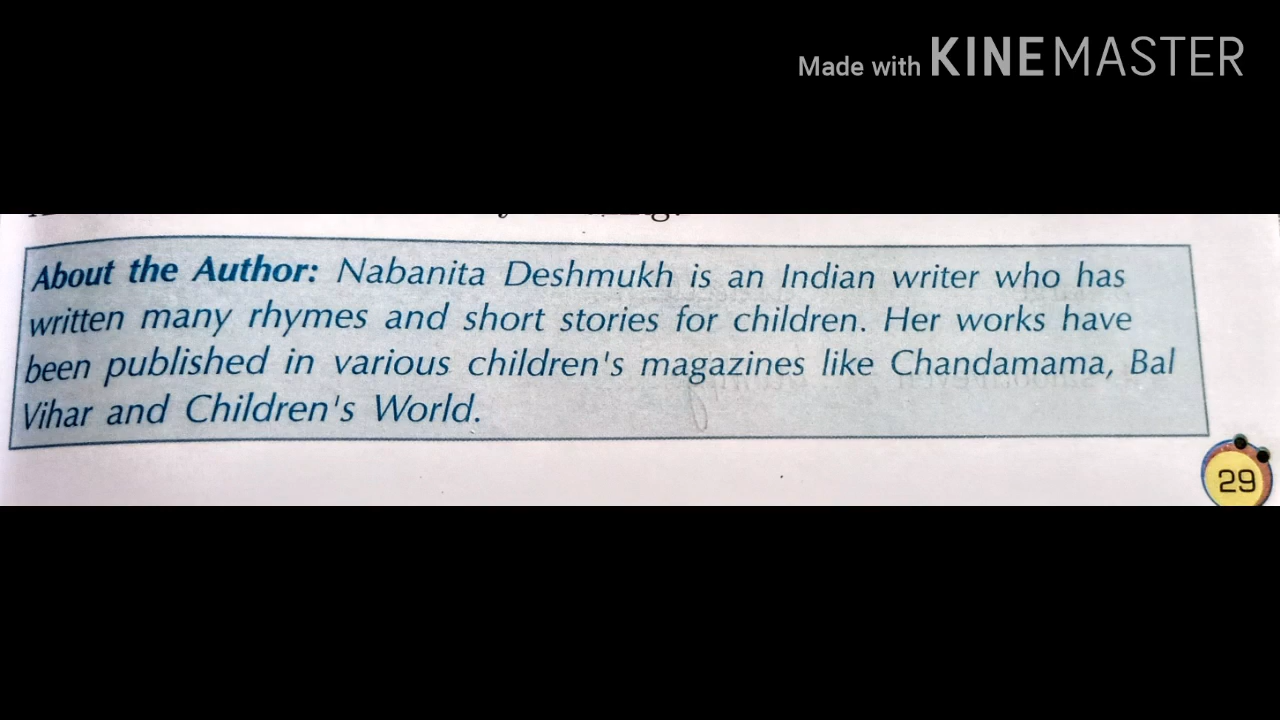 Made with KINEMASTER
About the Author: Nabanita Deshmukh is an Indian writer who has
written many rhymes and short stories for children. Her works have
been published in various children's magazines like Chandamama, Bal
Vihar and Children's World.
29